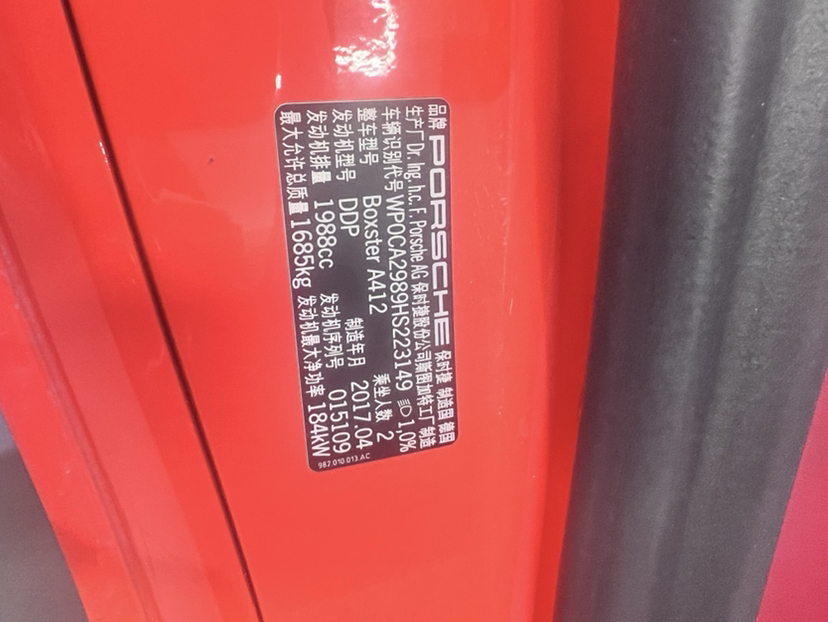 品牌 PORSCHE 保时捷 制造国 德国
生产厂 Dr. Ing. h.c. F. Porsche AG 保时捷股份公司斯图加特工厂 制造
车辆识别代号 WP0CA2989HS223149 1,0%
整车型号 Boxster A412 乘坐人数 2
发动机型号 DDP 制造年月 2017.04
发动机排量 1988cc 发动机序列号 015109
最大允许总质量 1685kg 发动机最大净功率 184kW
982.010.013.AC